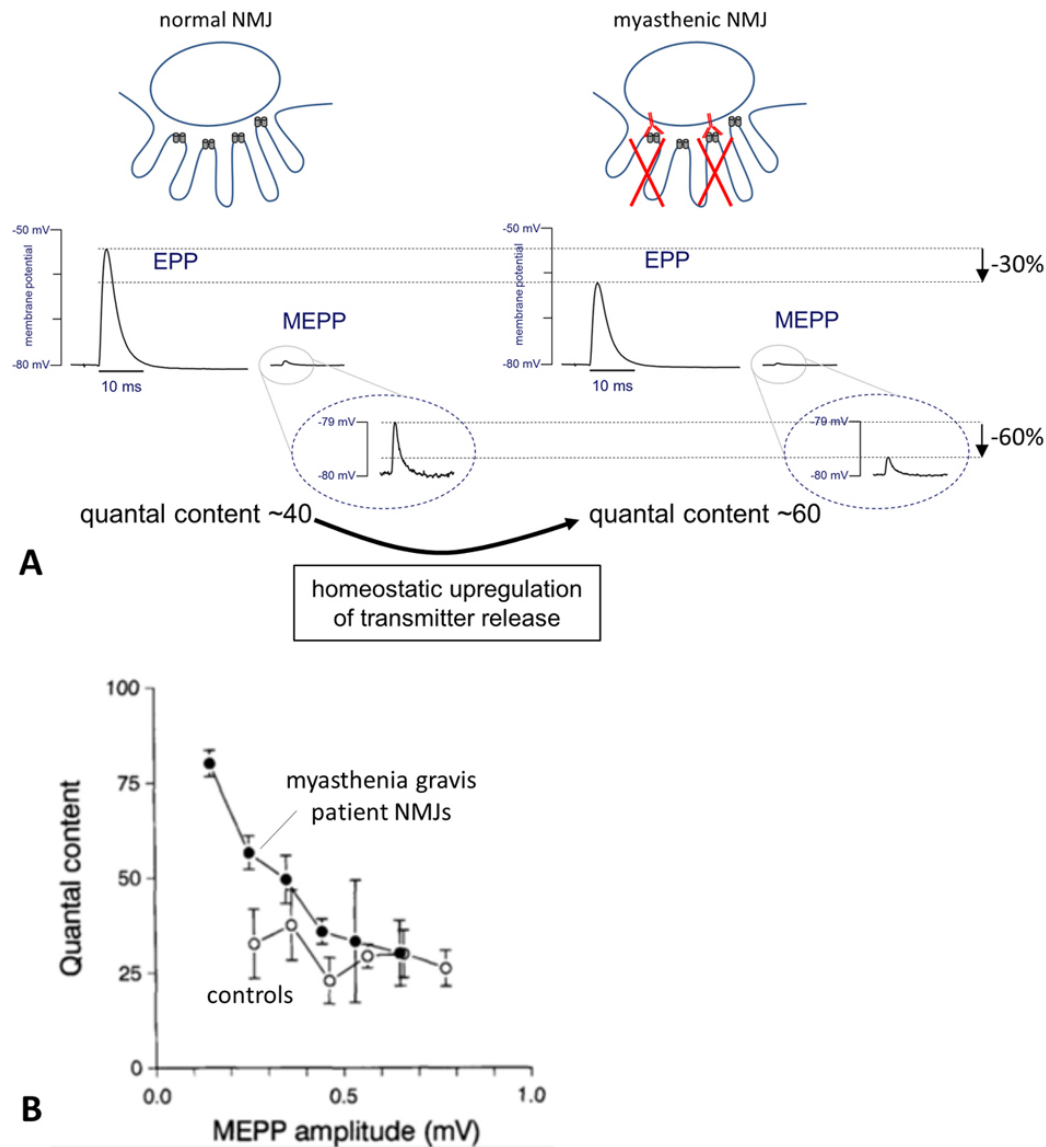 normal NMJ
myasthenic NMJ
-50 mV
membrane potential
-80 mV
EPP
MEPP
10 ms
-79 mV
-80 mV
-50 mV
membrane potential
-80 mV
EPP
MEPP
10 ms
-79 mV
-80 mV
-30%
-60%
quantal content ~40
quantal content ~60
homeostatic upregulation
of transmitter release
A
100
75
50
25
0
Quantal content
myasthenia gravis
patient NMJs
controls
0.0
0.5
1.0
MEPP amplitude (mV)
B